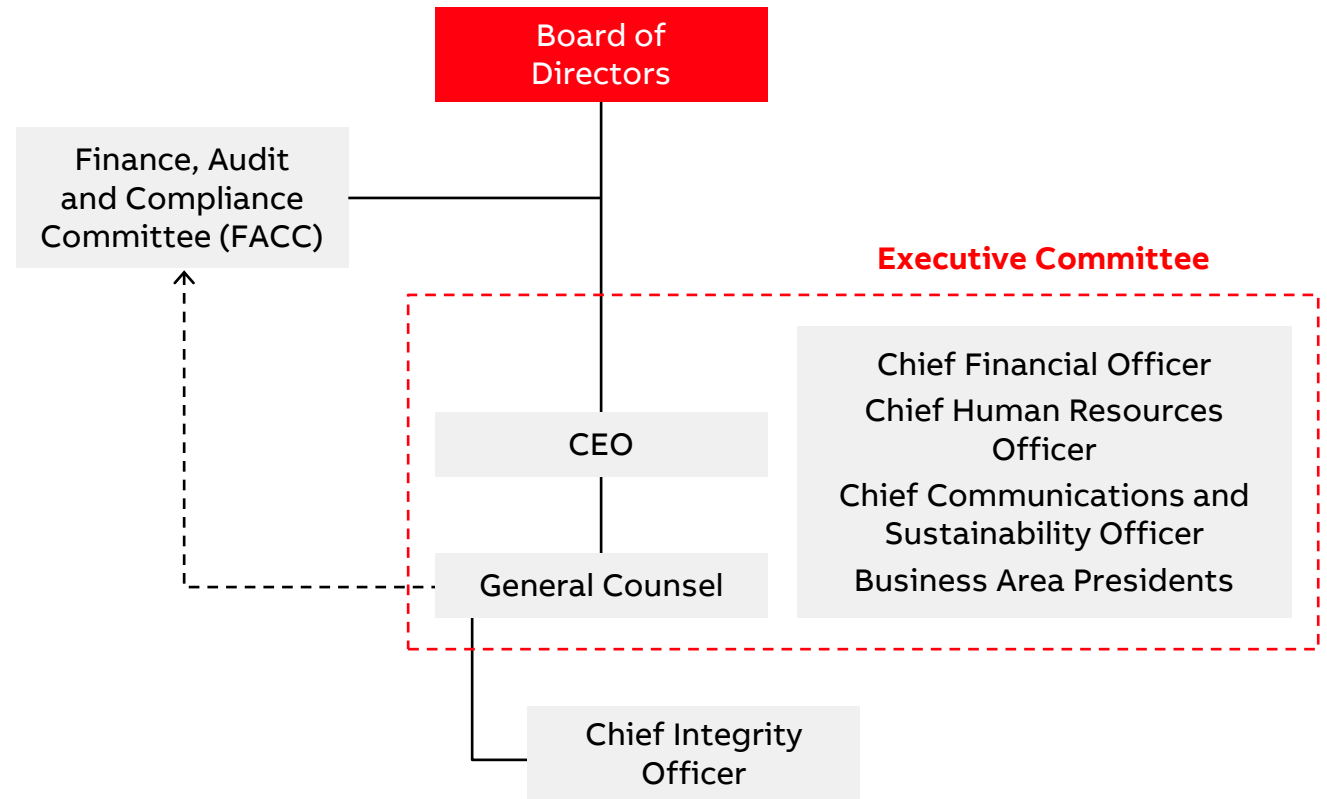 Board of
Directors
Finance, Audit
and Compliance
Committee (FACC)
Executive Committee
Chief Financial Officer
Chief Human Resources
Officer
Chief Communications and
Sustainability Officer
Business Area Presidents
CEO
General Counsel
Chief Integrity
Officer